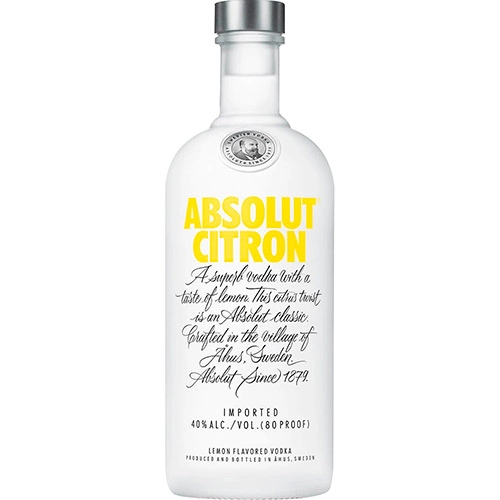 SWEDISH VODKA
ABSOLUT
CITRON
A superb vodka with a
taste of lemon. This citrus twist
is an Absolut classic.
Crafted in the village of
Åhus, Sweden.
Absolut Since 1879.
IMPORTED
40% ALC./VOL.(80 PROOF)
LEMON FLAVORED VODKA
PRODUCED AND BOTTLED IN ÅHUS, SWEDEN